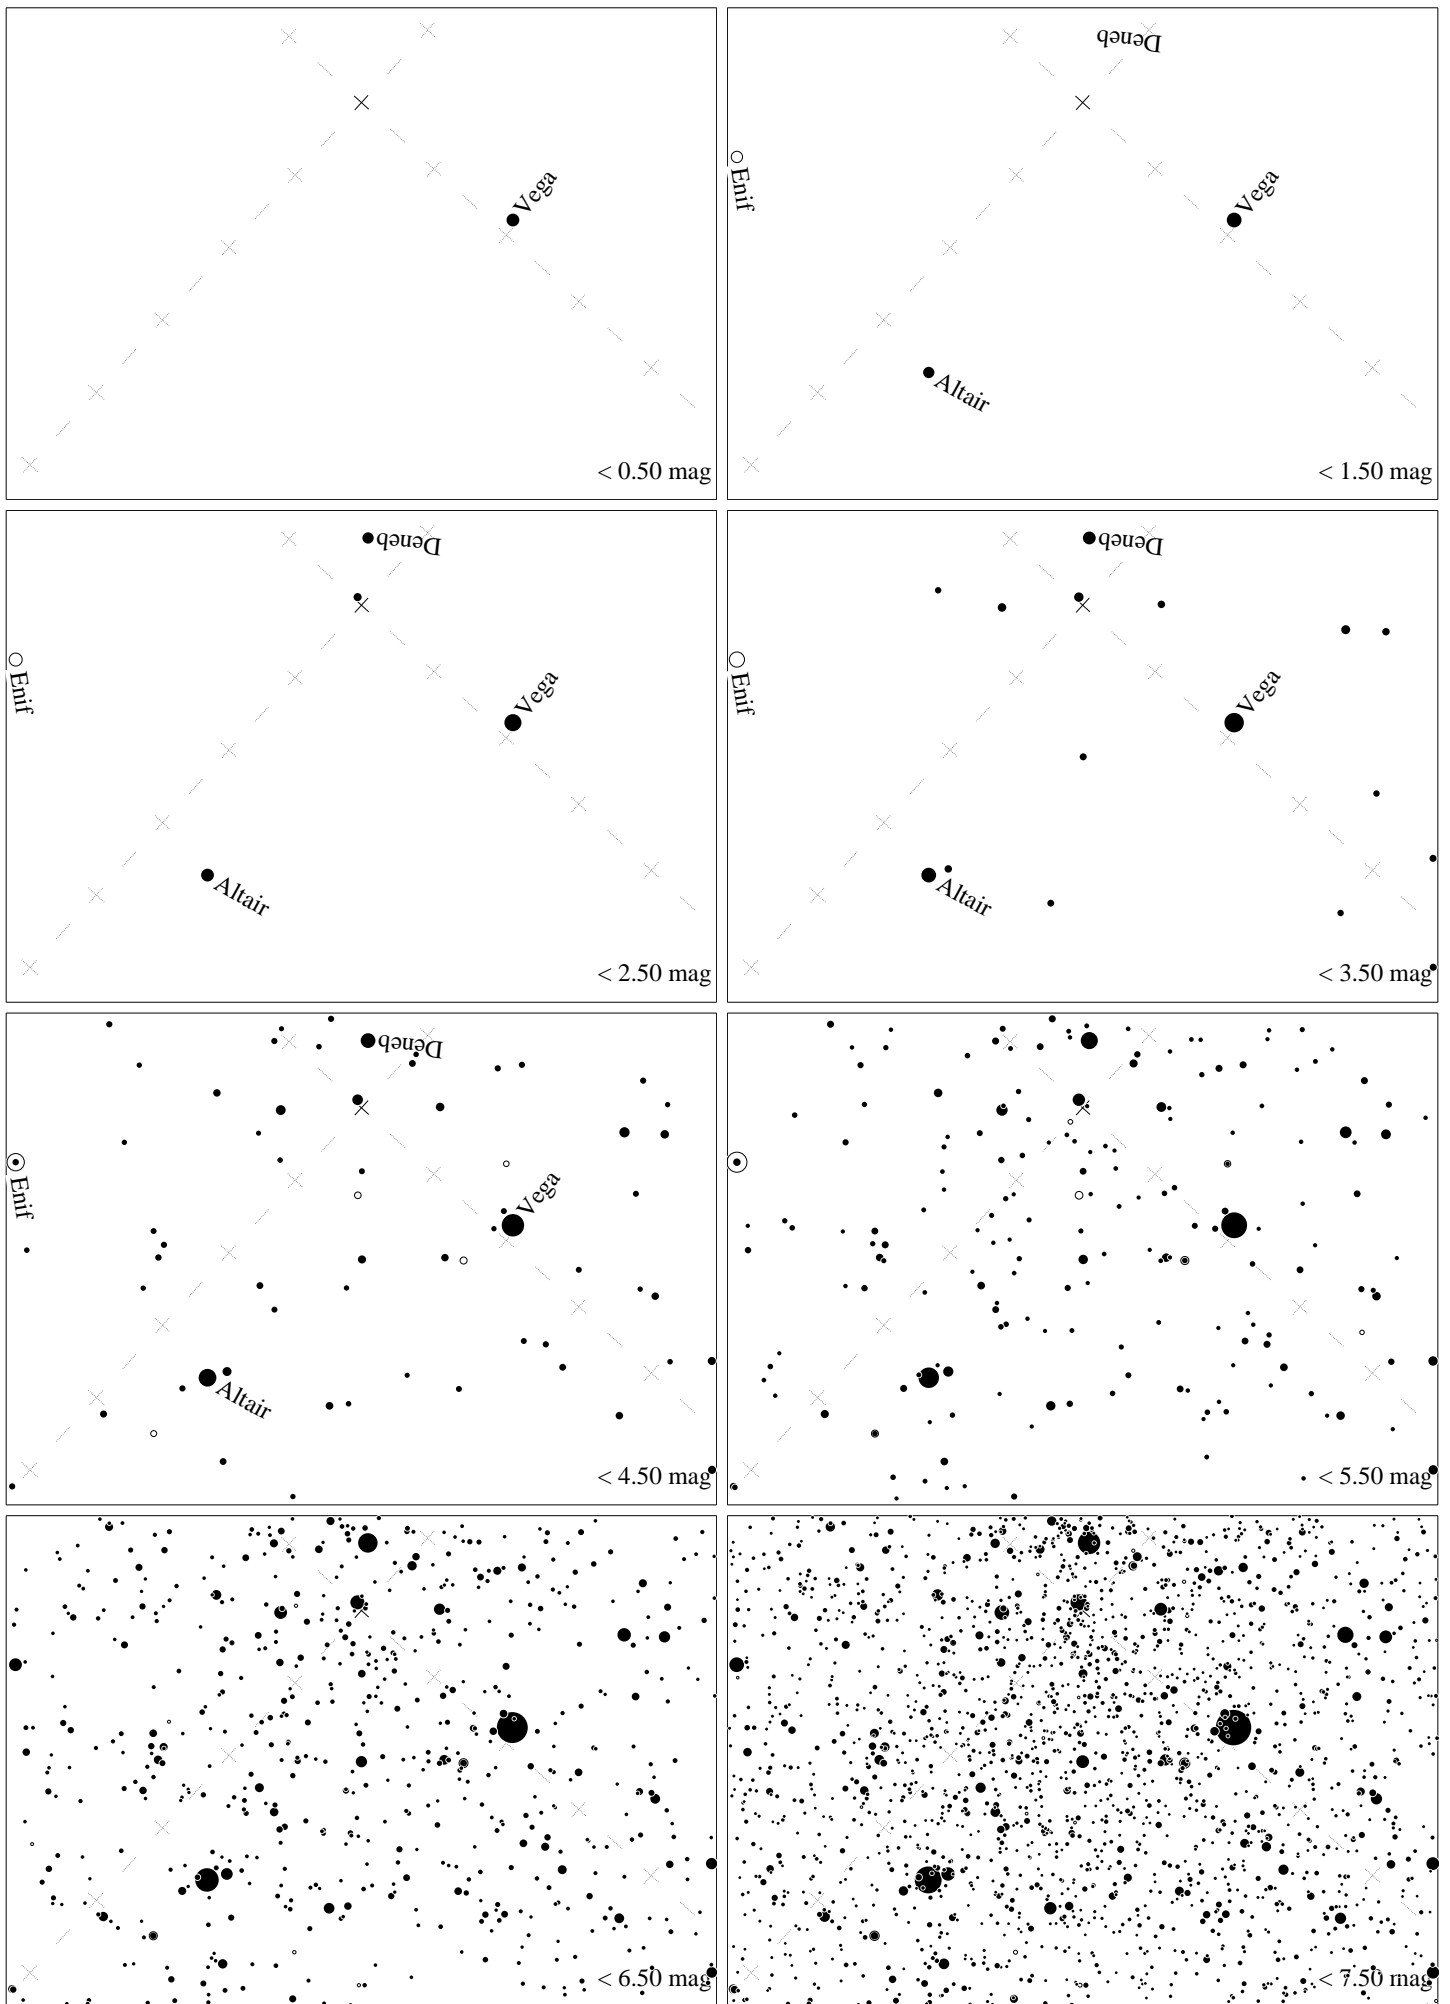 Vega
< 0.50 mag
Deneb
Enif
Vega
Altair
< 1.50 mag
Deneb
Enif
Vega
Altair
< 2.50 mag
Deneb
Enif
Vega
Altair
< 3.50 mag
Deneb
Enif
Vega
Altair
< 4.50 mag
< 5.50 mag
< 6.50 mag
< 7.50 mag